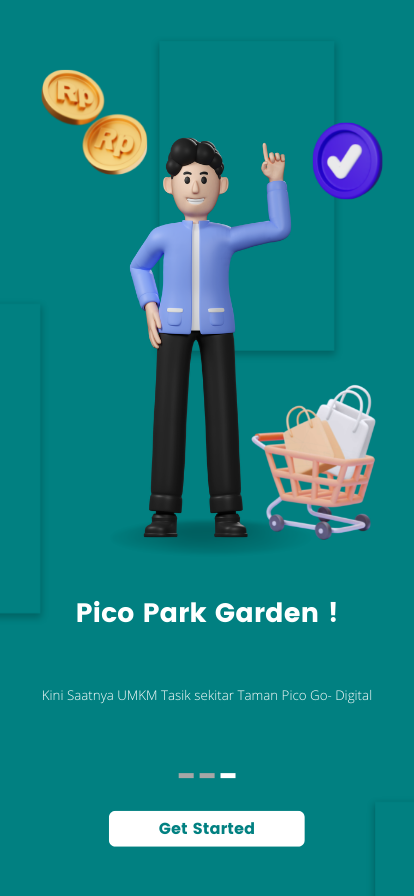 Rp
Rp
Pico Park Garden !
Kini Saatnya UMKM Tasik sekitar Taman Pico Go- Digital
Get Started